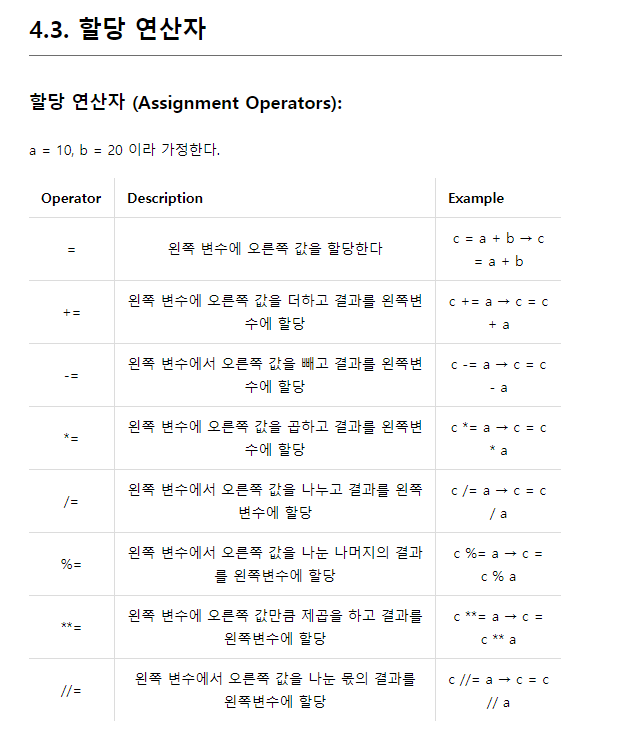 4.3. 할당 연산자
할당 연산자 (Assignment Operators):
a = 10, b = 20 이라 가정한다.
Operator Description Example
= 왼쪽 변수에 오른쪽 값을 할당한다 c = a + b → c
= a + b
+= 왼쪽 변수에 오른쪽 값을 더하고 결과를 왼쪽변 c += a → c = c
수에 할당 + a
-= 왼쪽 변수에서 오른쪽 값을 빼고 결과를 왼쪽변 c -= a → c = c
수에 할당 - a
*= 왼쪽 변수에 오른쪽 값을 곱하고 결과를 왼쪽변 c *= a → c = c
수에 할당 * a
/= 왼쪽 변수에서 오른쪽 값을 나누고 결과를 왼쪽 c /= a → c = c
변수에 할당 / a
%= 왼쪽 변수에서 오른쪽 값을 나눈 나머지의 결과 c %= a → c =
를 왼쪽변수에 할당 c % a
**= 왼쪽 변수에 오른쪽 값만큼 제곱을 하고 결과를 c **= a → c =
왼쪽변수에 할당 c ** a
//= 왼쪽 변수에서 오른쪽 값을 나눈 몫의 결과를 c //= a → c = c
왼쪽변수에 할당 // a